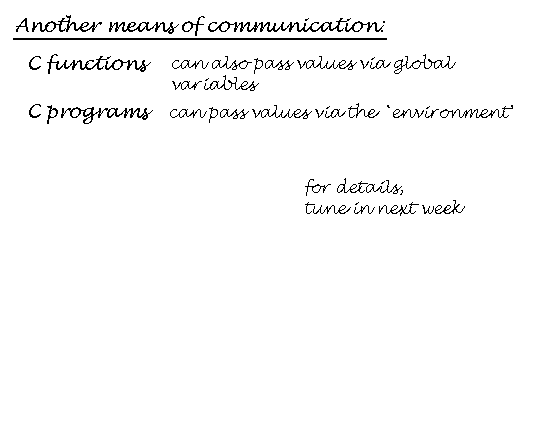 Another means of communication:
C functions can also pass values via global
variables
C programs can pass values via the `environment'
for details,
tune in next week